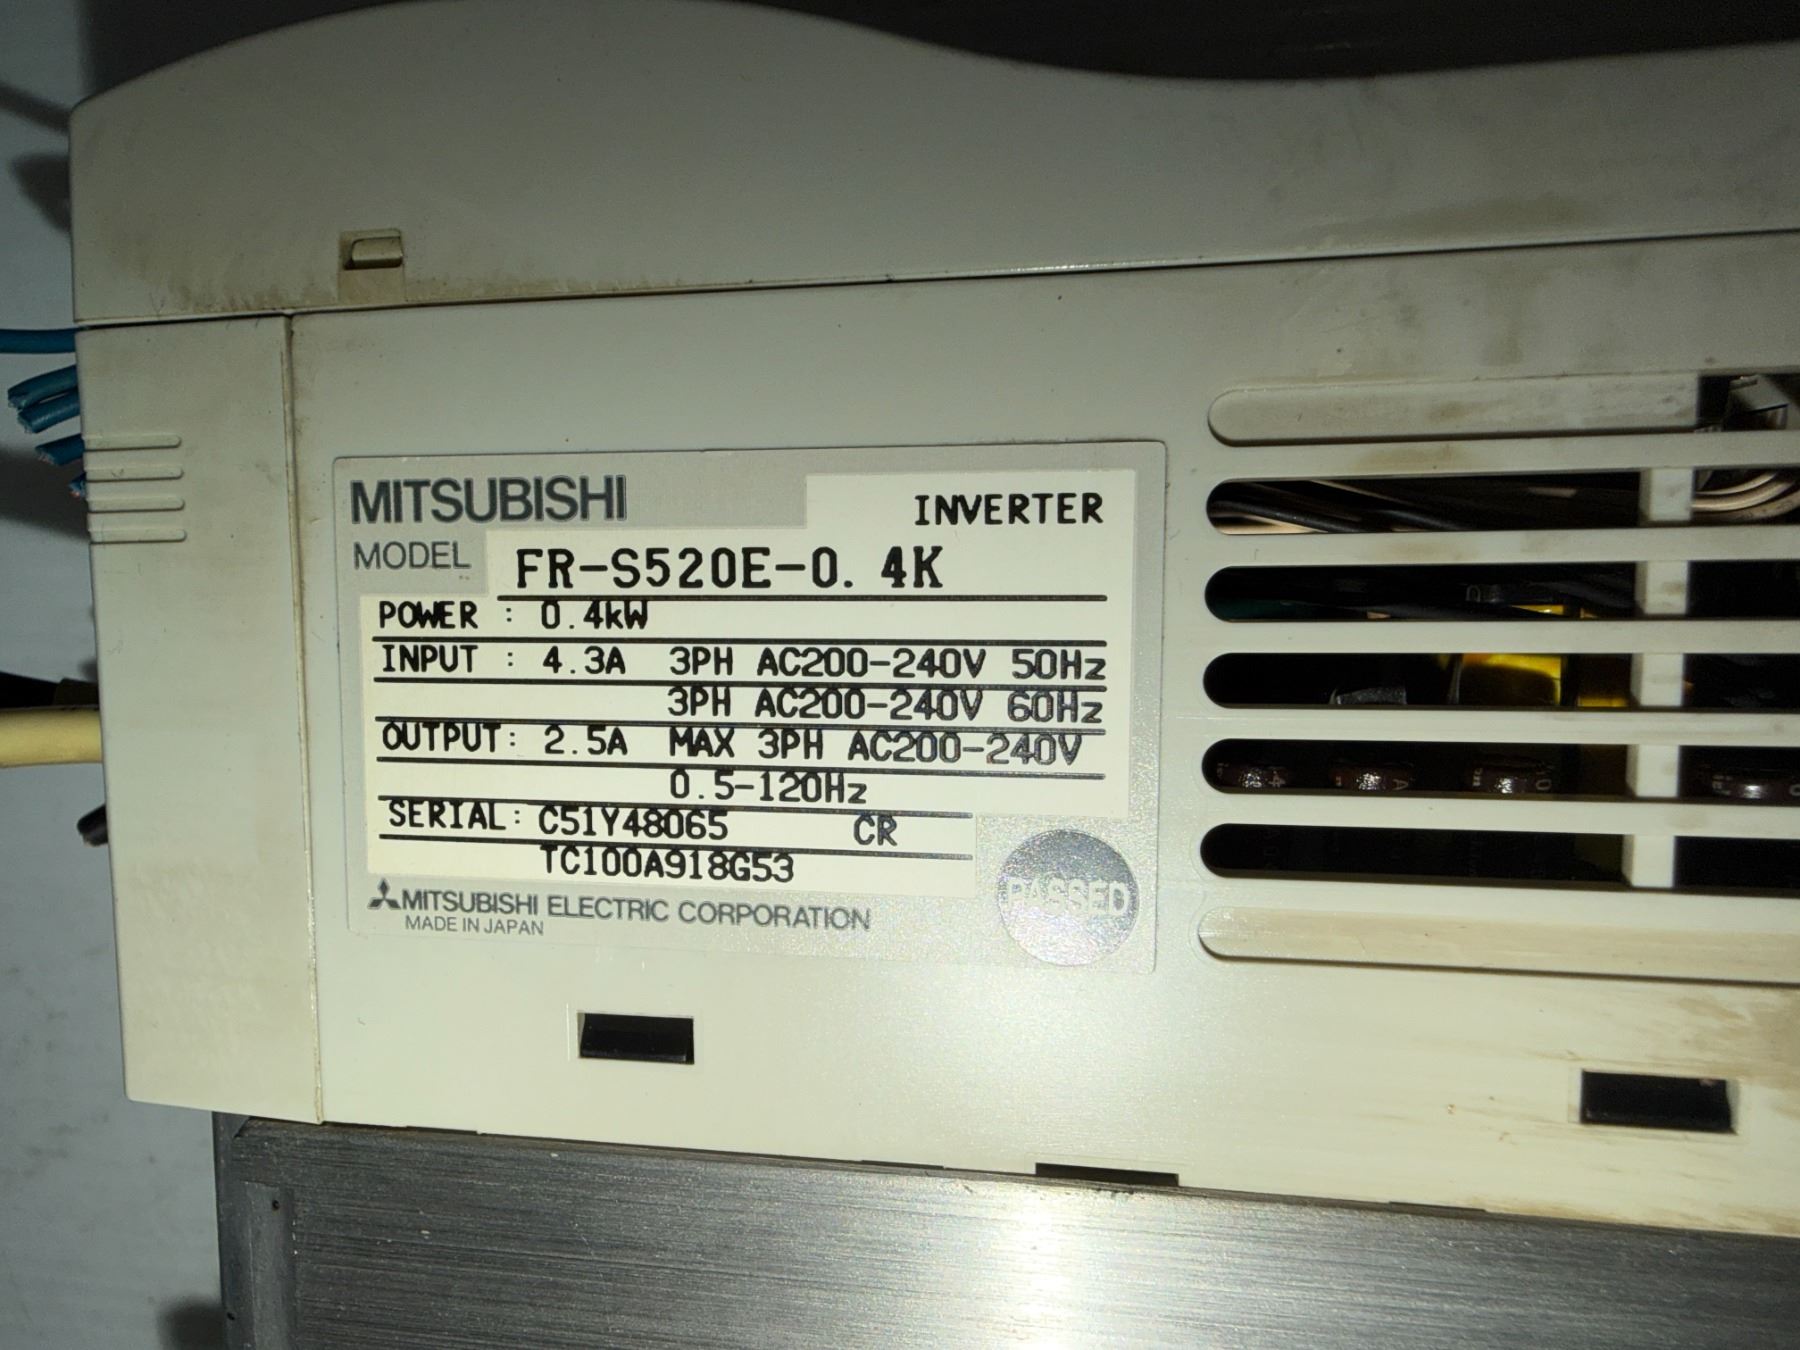 MITSUBISHI INVERTER
MODEL FR-S520E-0.4K
POWER : 0.4kW
INPUT : 4.3A 3PH AC200-240V 50Hz
3PH AC200-240V 60Hz
OUTPUT: 2.5A MAX 3PH AC200-240V
0.5-120Hz
SERIAL: C51Y48065 CR
TC100A918G53
MITSUBISHI ELECTRIC CORPORATION
MADE IN JAPAN
PASSED